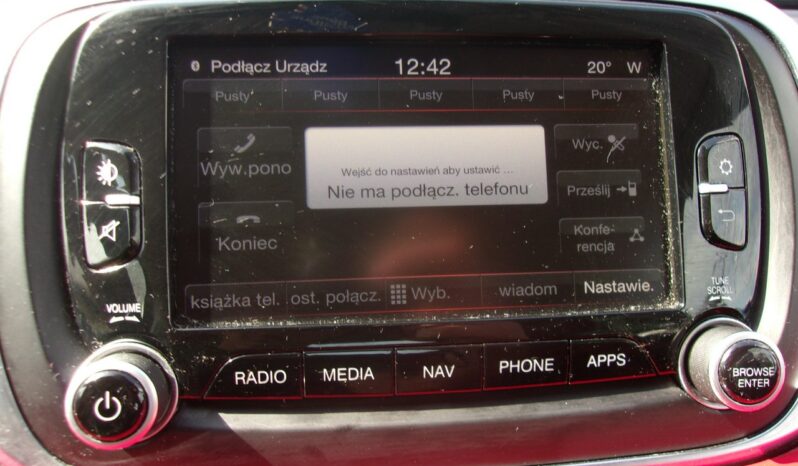 Podłącz Urządz 12:42 20° W
Pusty Pusty Pusty Pusty Pusty
Wyw.pono
Wejść do nastawień aby ustawić ...
Nie ma podłącz. telefonu
Wyc.
Prześlij
Koniec
Konfe-
rencja
książka tel. ost. połącz. Wyb. wiadom Nastawie.
VOLUME
TUNE
SCROLL
RADIO MEDIA NAV PHONE APPS
BROWSE
ENTER